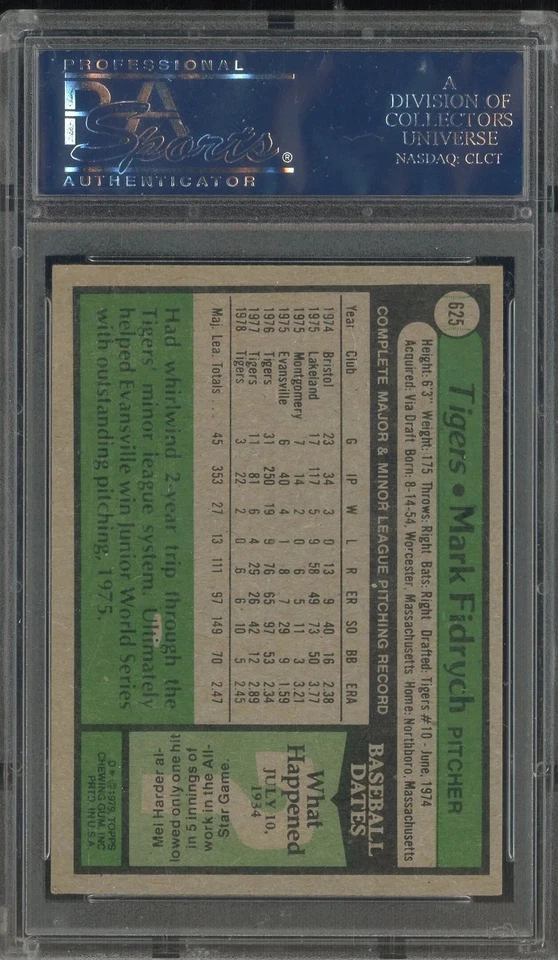 PROFESSIONAL
PSA
Sports®
AUTHENTICATOR
A
DIVISION OF
COLLECTORS
UNIVERSE
NASDAQ: CLCT
625
Tigers • Mark Fidrych PITCHER
Height: 6'3" Weight: 175 Throws: Right Bats: Right Drafted: Tigers #10 - June, 1974
Acquired: Via Draft Born: 8-14-54, Worcester, Massachusetts Home: Northboro, Massachusetts
COMPLETE MAJOR & MINOR LEAGUE PITCHING RECORD
Year Club G IP W L R ER SO BB ERA
1974 Bristol 23 34 3 0 13 9 40 16 2.38
1975 Lakeland 17 117 5 9 58 49 73 50 3.77
1975 Montgomery 7 14 2 0 6 5 11 3 3.21
1975 Evansville 6 40 4 1 8 7 29 9 1.59
1976 Tigers 31 250 19 9 76 65 97 53 2.34
1977 Tigers 11 81 6 4 29 26 42 12 2.89
1978 Tigers 3 22 2 0 6 6 10 5 2.45
Maj. Lea. Totals . . 45 353 27 13 111 97 149 70 2.47
Had whirlwind 2-year trip through the
Tigers minor league system. Ultimately
helped Evansville win Junior World Series
with outstanding pitching, 1975.
BASEBALL
DATES
What
Happened
JULY 10,
1934
Mel Harder al-
lowed only one hit
in 5 innings of
work in the All-
Star Game.
D*©1979 TOPPS
CHEWING GUM, INC.
PRTD. IN U.S.A.